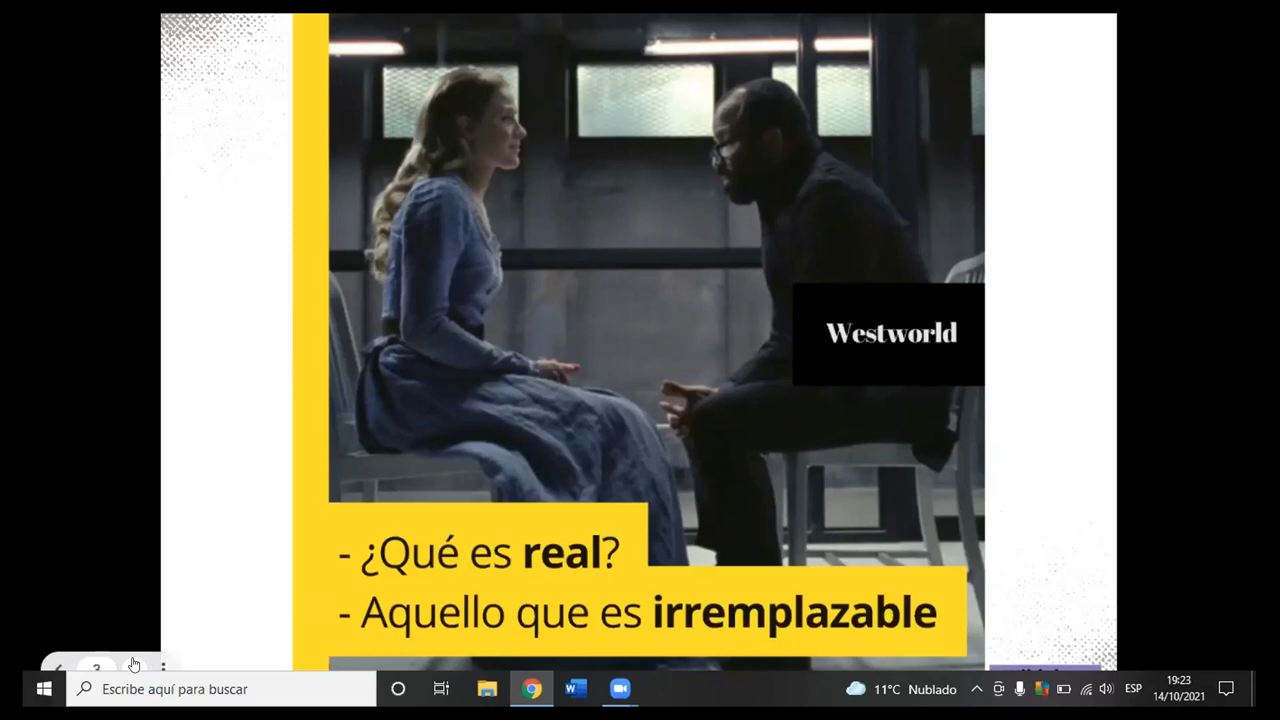 Westworld
- ¿Qué es real?
- Aquello que es irremplazable
3
Escribe aquí para buscar
11°C Nublado
ESP
19:23
14/10/2021